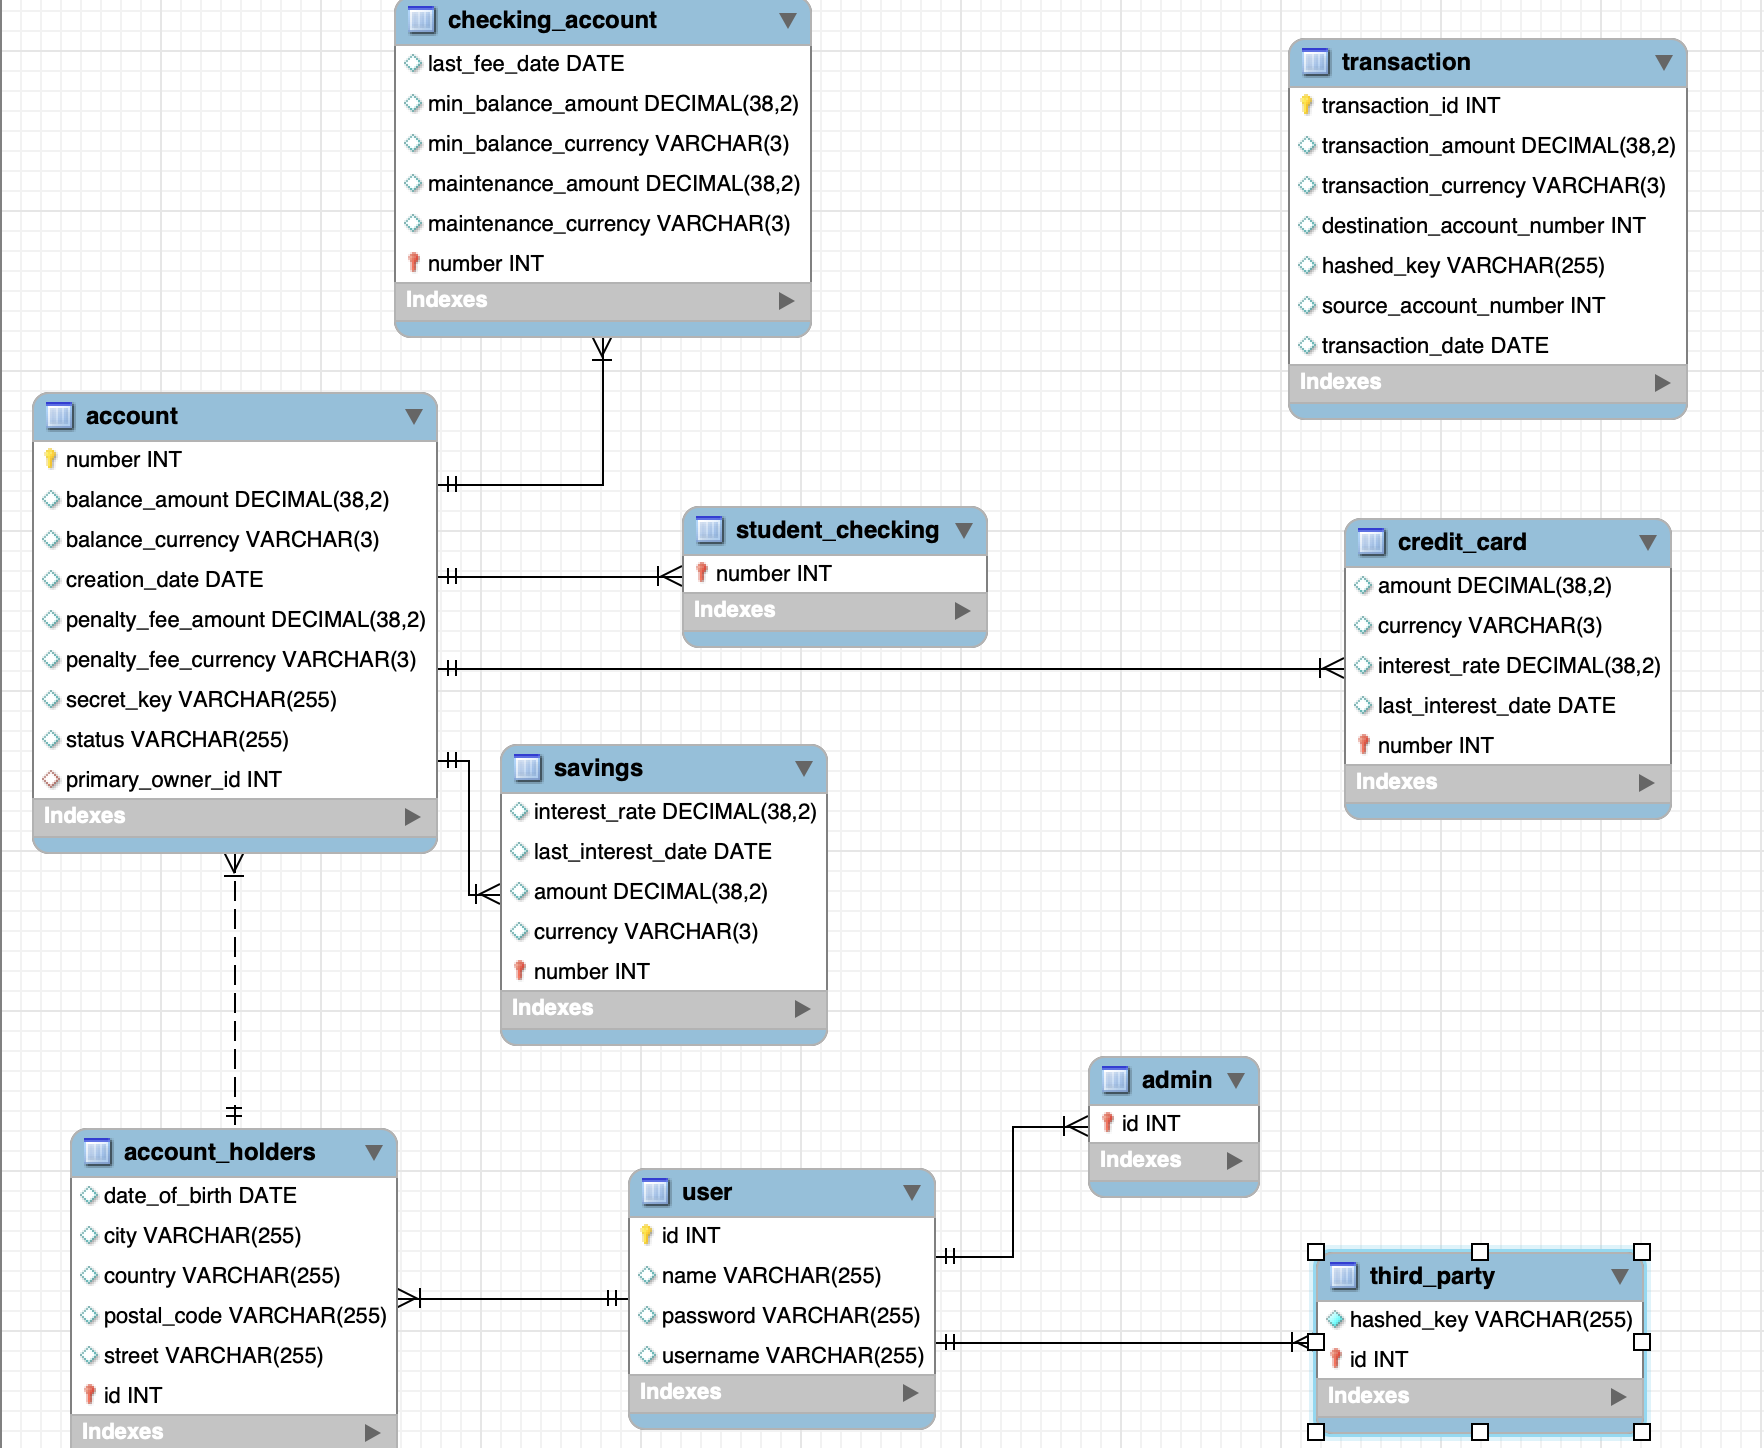 checking_account
last_fee_date DATE
min_balance_amount DECIMAL(38,2)
min_balance_currency VARCHAR(3)
maintenance_amount DECIMAL(38,2)
maintenance_currency VARCHAR(3)
number INT
Indexes
transaction
transaction_id INT
transaction_amount DECIMAL(38,2)
transaction_currency VARCHAR(3)
destination_account_number INT
hashed_key VARCHAR(255)
source_account_number INT
transaction_date DATE
Indexes
account
number INT
balance_amount DECIMAL(38,2)
balance_currency VARCHAR(3)
creation_date DATE
penalty_fee_amount DECIMAL(38,2)
penalty_fee_currency VARCHAR(3)
secret_key VARCHAR(255)
status VARCHAR(255)
primary_owner_id INT
Indexes
student_checking
number INT
Indexes
credit_card
amount DECIMAL(38,2)
currency VARCHAR(3)
interest_rate DECIMAL(38,2)
last_interest_date DATE
number INT
Indexes
savings
interest_rate DECIMAL(38,2)
last_interest_date DATE
amount DECIMAL(38,2)
currency VARCHAR(3)
number INT
Indexes
admin
id INT
Indexes
account_holders
date_of_birth DATE
city VARCHAR(255)
country VARCHAR(255)
postal_code VARCHAR(255)
street VARCHAR(255)
id INT
Indexes
user
id INT
name VARCHAR(255)
password VARCHAR(255)
username VARCHAR(255)
Indexes
third_party
hashed_key VARCHAR(255)
id INT
Indexes